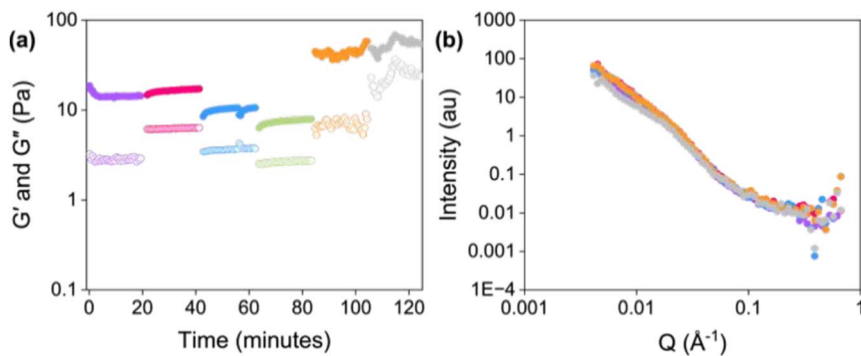 (a)
100
10
1
0.1
G′ and G″ (Pa)
0 20 40 60 80 100 120
Time (minutes)
(b)
1000
100
10
1
0.1
0.01
0.001
1E−4
Intensity (au)
0.001 0.01 0.1 1
Q (Å⁻¹)